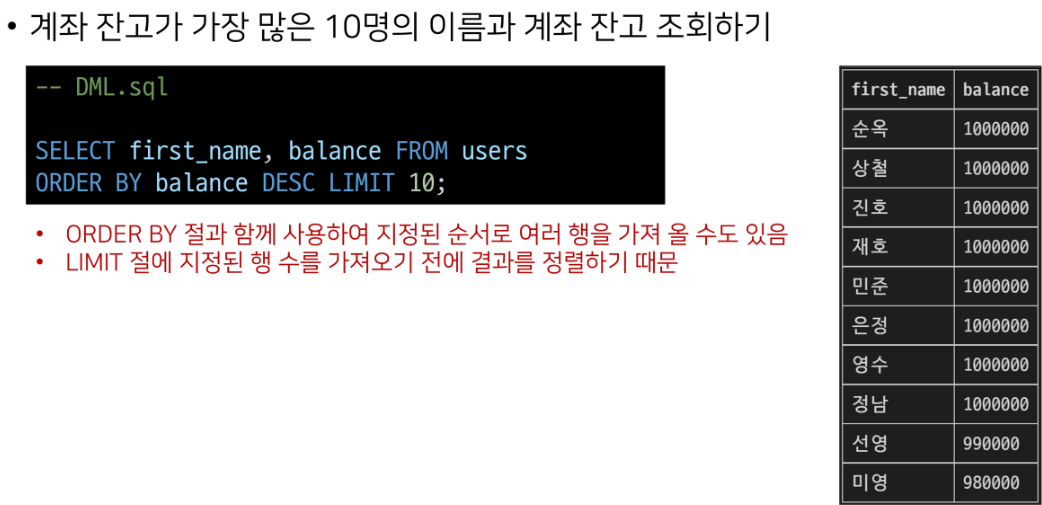 • 계좌 잔고가 가장 많은 10명의 이름과 계좌 잔고 조회하기
-- DML.sql
SELECT first_name, balance FROM users
ORDER BY balance DESC LIMIT 10;
• ORDER BY 절과 함께 사용하여 지정된 순서로 여러 행을 가져 올 수도 있음
• LIMIT 절에 지정된 행 수를 가져오기 전에 결과를 정렬하기 때문
first_name balance
순옥 1000000
상철 1000000
진호 1000000
재호 1000000
민준 1000000
은정 1000000
영수 1000000
정남 1000000
선영 990000
미영 980000